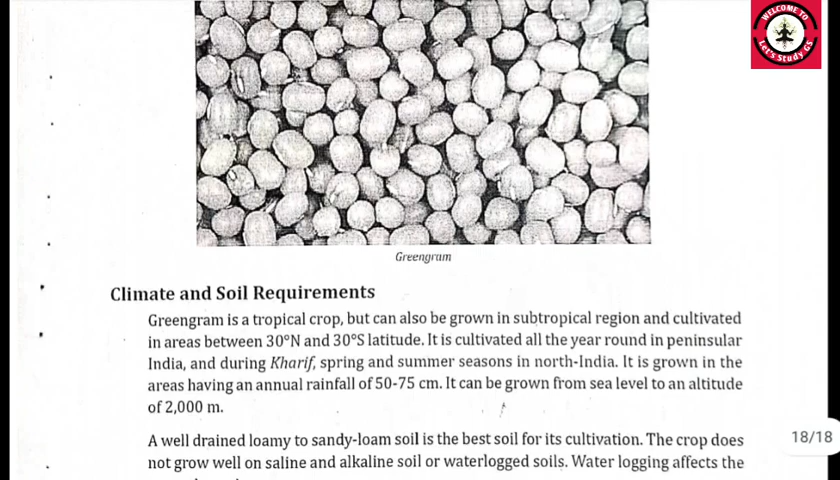 WELCOME TO
Let's Study GS
Greengram
Climate and Soil Requirements
Greengram is a tropical crop, but can also be grown in subtropical region and cultivated
in areas between 30°N and 30°S latitude. It is cultivated all the year round in peninsular
India, and during Kharif, spring and summer seasons in north-India. It is grown in the
areas having an annual rainfall of 50-75 cm. It can be grown from sea level to an altitude
of 2,000 m.
A well drained loamy to sandy-loam soil is the best soil for its cultivation. The crop does
not grow well on saline and alkaline soil or waterlogged soils. Water logging affects the
18/18